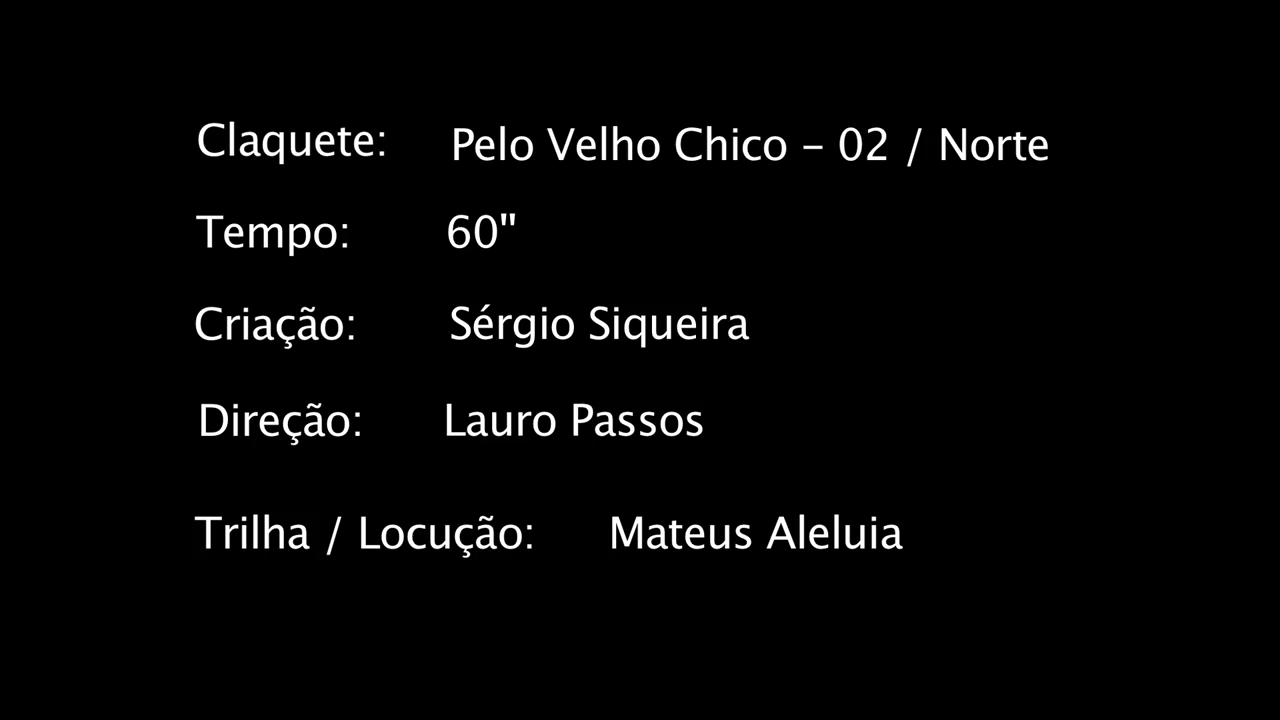 Claquete: Pelo Velho Chico – 02 / Norte
Tempo: 60"
Criação: Sérgio Siqueira
Direção: Lauro Passos
Trilha / Locução: Mateus Aleluia